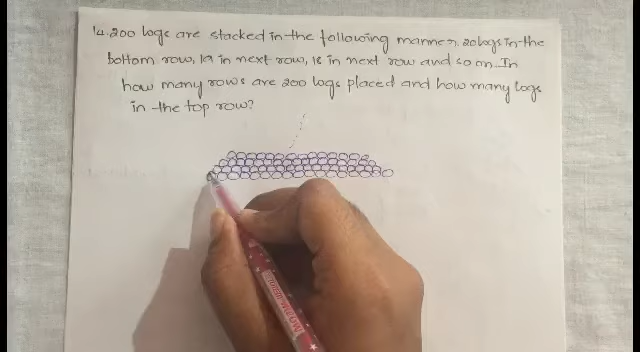 14. 200 logs are stacked in the following manner. 20 logs in the
bottom row, 19 in next row, 18 in next row and so on. In
how many rows are 200 logs placed and how many logs
in the top row?